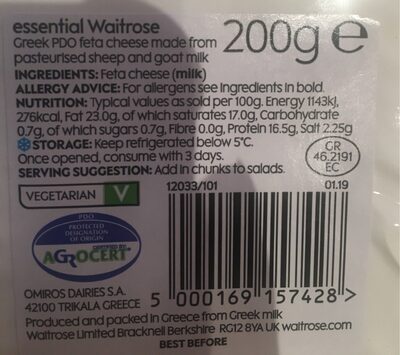 essential Waitrose
Greek PDO feta cheese made from
pasteurised sheep and goat milk
200g e
INGREDIENTS: Feta cheese (milk)
ALLERGY ADVICE: For allergens see ingredients in bold.
NUTRITION: Typical values as sold per 100g. Energy 1143kJ,
276kcal, Fat 23.0g, of which saturates 17.0g, Carbohydrate
0.7g, of which sugars 0.7g, Fibre 0.0g, Protein 16.5g, Salt 2.25g
STORAGE: Keep refrigerated below 5°C.
Once opened, consume with 3 days.
SERVING SUGGESTION: Add in chunks to salads.
GR
46.2191
EC
VEGETARIAN V
12033/101 01.19
PDO
PROTECTED
DESIGNATION
OF ORIGIN
CERTIFIED BY
AGROCERT
OMIROS DAIRIES S.A.
42100 TRIKALA GREECE
5 000169 157428 >
Produced and packed in Greece from Greek milk
Waitrose Limited Bracknell Berkshire RG12 8YA UK waitrose.com
BEST BEFORE